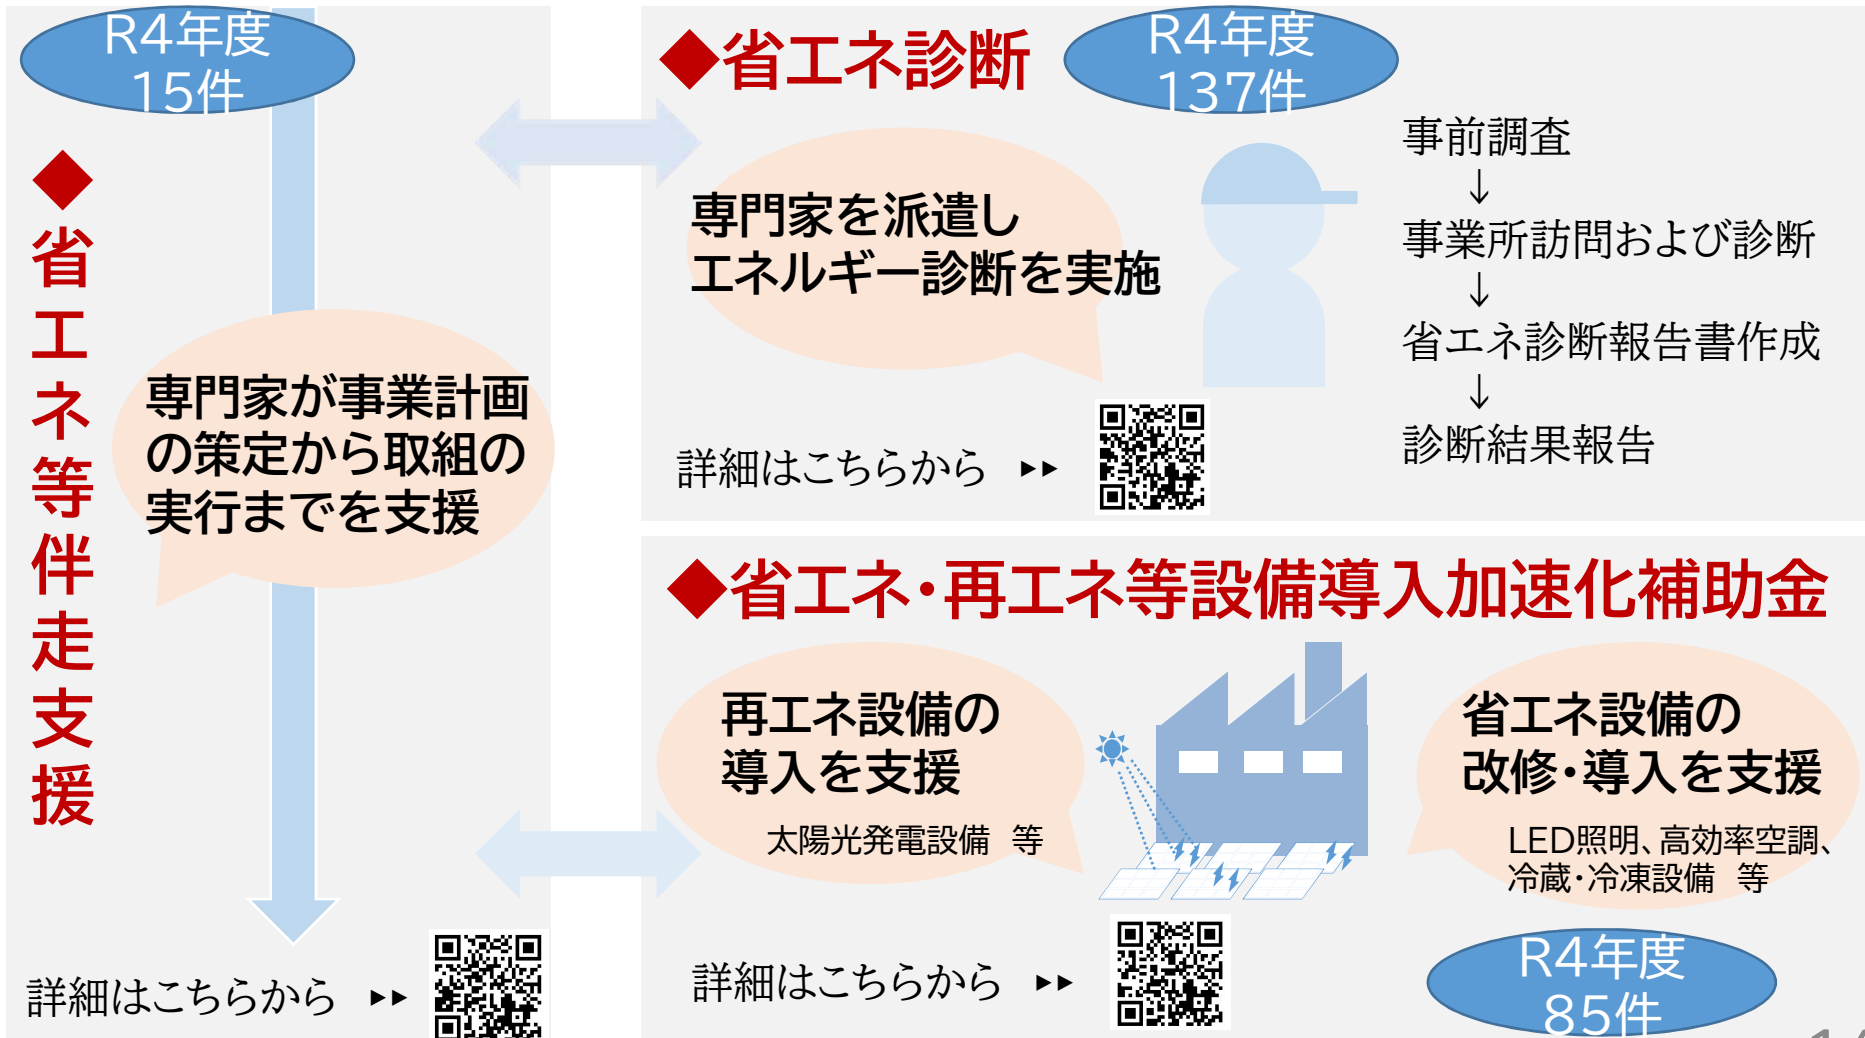 R4年度
15件
◆省エネ等伴走支援
専門家が事業計画
の策定から取組の
実行までを支援
詳細はこちらから ▸▸
◆省エネ診断
R4年度
137件
専門家を派遣し
エネルギー診断を実施
事前調査
↓
事業所訪問および診断
↓
省エネ診断報告書作成
↓
診断結果報告
詳細はこちらから ▸▸
◆省エネ・再エネ等設備導入加速化補助金
再エネ設備の
導入を支援
太陽光発電設備 等
省エネ設備の
改修・導入を支援
LED照明、高効率空調、
冷蔵・冷凍設備 等
詳細はこちらから ▸▸
R4年度
85件